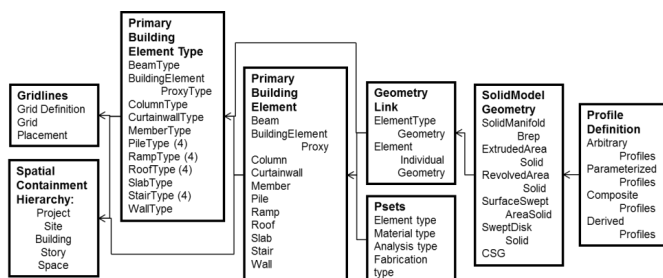 Primary
Building
Element Type
BeamType
BuildingElement
ProxyType
ColumnType
CurtainwallType
MemberType
PileType (4)
RampType (4)
RoofType (4)
SlabType
StairType (4)
WallType
Gridlines
Grid Definition
Grid
Placement
Spatial
Containment
Hierarchy:
Project
Site
Building
Story
Space
Primary
Building
Element
Beam
BuildingElement
Proxy
Column
Curtainwall
Member
Pile
Ramp
Roof
Slab
Stair
Wall
Geometry
Link
ElementType
Geometry
Element
Individual
Geometry
Psets
Element type
Material type
Analysis type
Fabrication
type
SolidModel
Geometry
SolidManifold
Brep
ExtrudedArea
Solid
RevolvedArea
Solid
SurfaceSwept
AreaSolid
SweptDisk
Solid
CSG
Profile
Definition
Arbitrary
Profiles
Parameterized
Profiles
Composite
Profiles
Derived
Profiles